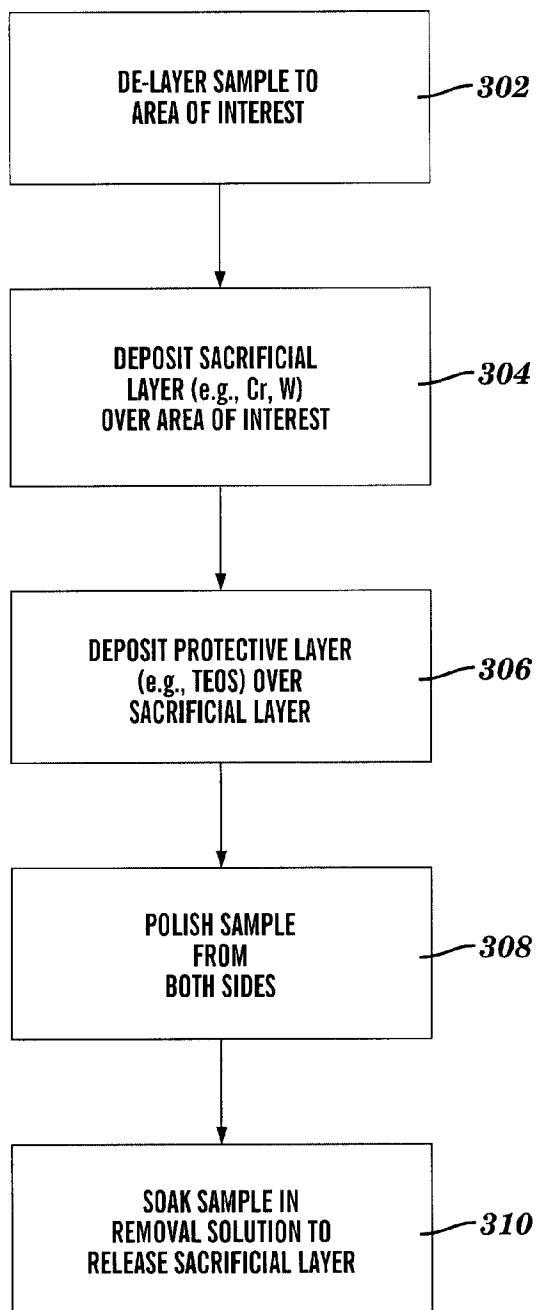 DE-LAYER SAMPLE TO
AREA OF INTEREST
302
DEPOSIT SACRIFICIAL
LAYER (e.g., Cr, W)
OVER AREA OF INTEREST
304
DEPOSIT PROTECTIVE LAYER
(e.g., TEOS) OVER
SACRIFICIAL LAYER
306
POLISH SAMPLE
FROM
BOTH SIDES
308
SOAK SAMPLE IN
REMOVAL SOLUTION TO
RELEASE SACRIFICIAL LAYER
310